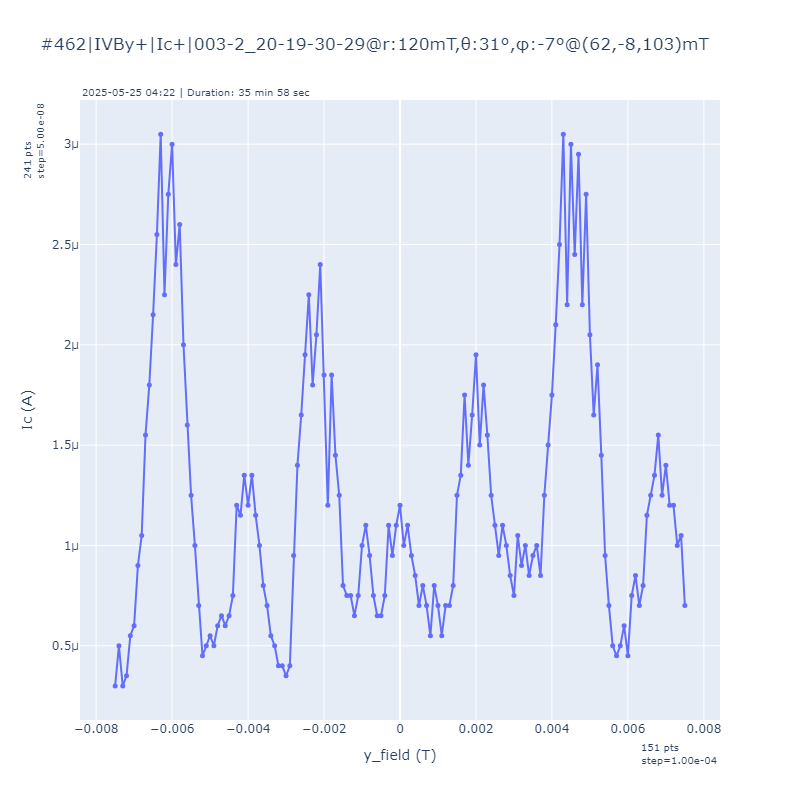 #462|IVBy+|Ic+|003-2_20-19-30-29@r:120mT,θ:31°,φ:-7°@(62,-8,103)mT
2025-05-25 04:22 | Duration: 35 min 58 sec
241 pts
step=5.00e-08
3μ
2.5μ
2μ
1.5μ
1μ
0.5μ
Ic (A)
−0.008 −0.006 −0.004 −0.002 0 0.002 0.004 0.006 0.008
y_field (T)
151 pts
step=1.00e-04